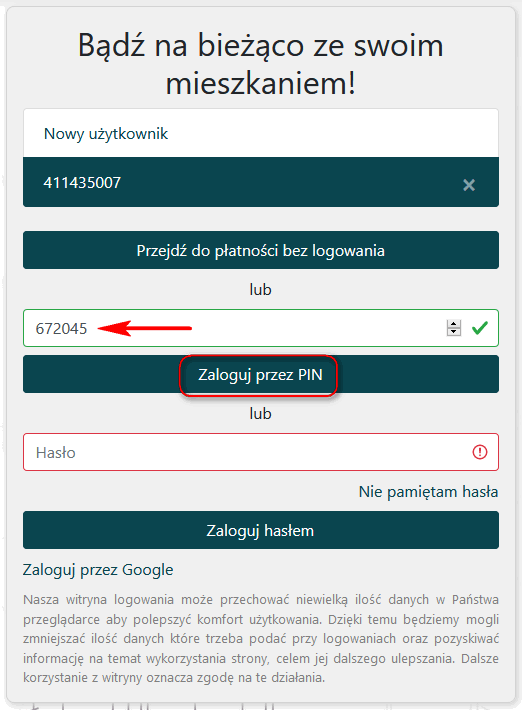 Bądź na bieżąco ze swoim
mieszkaniem!
Nowy użytkownik
411435007
Przejdź do płatności bez logowania
lub
672045
Zaloguj przez PIN
lub
Hasło
Nie pamiętam hasła
Zaloguj hasłem
Zaloguj przez Google
Nasza witryna logowania może przechować niewielką ilość danych w Państwa
przeglądarce aby polepszyć komfort użytkowania. Dzięki temu będziemy mogli
zmniejszać ilość danych które trzeba podać przy logowaniach oraz pozyskiwać
informację na temat wykorzystania strony, celem jej dalszego ulepszania. Dalsze
korzystanie z witryny oznacza zgodę na te działania.